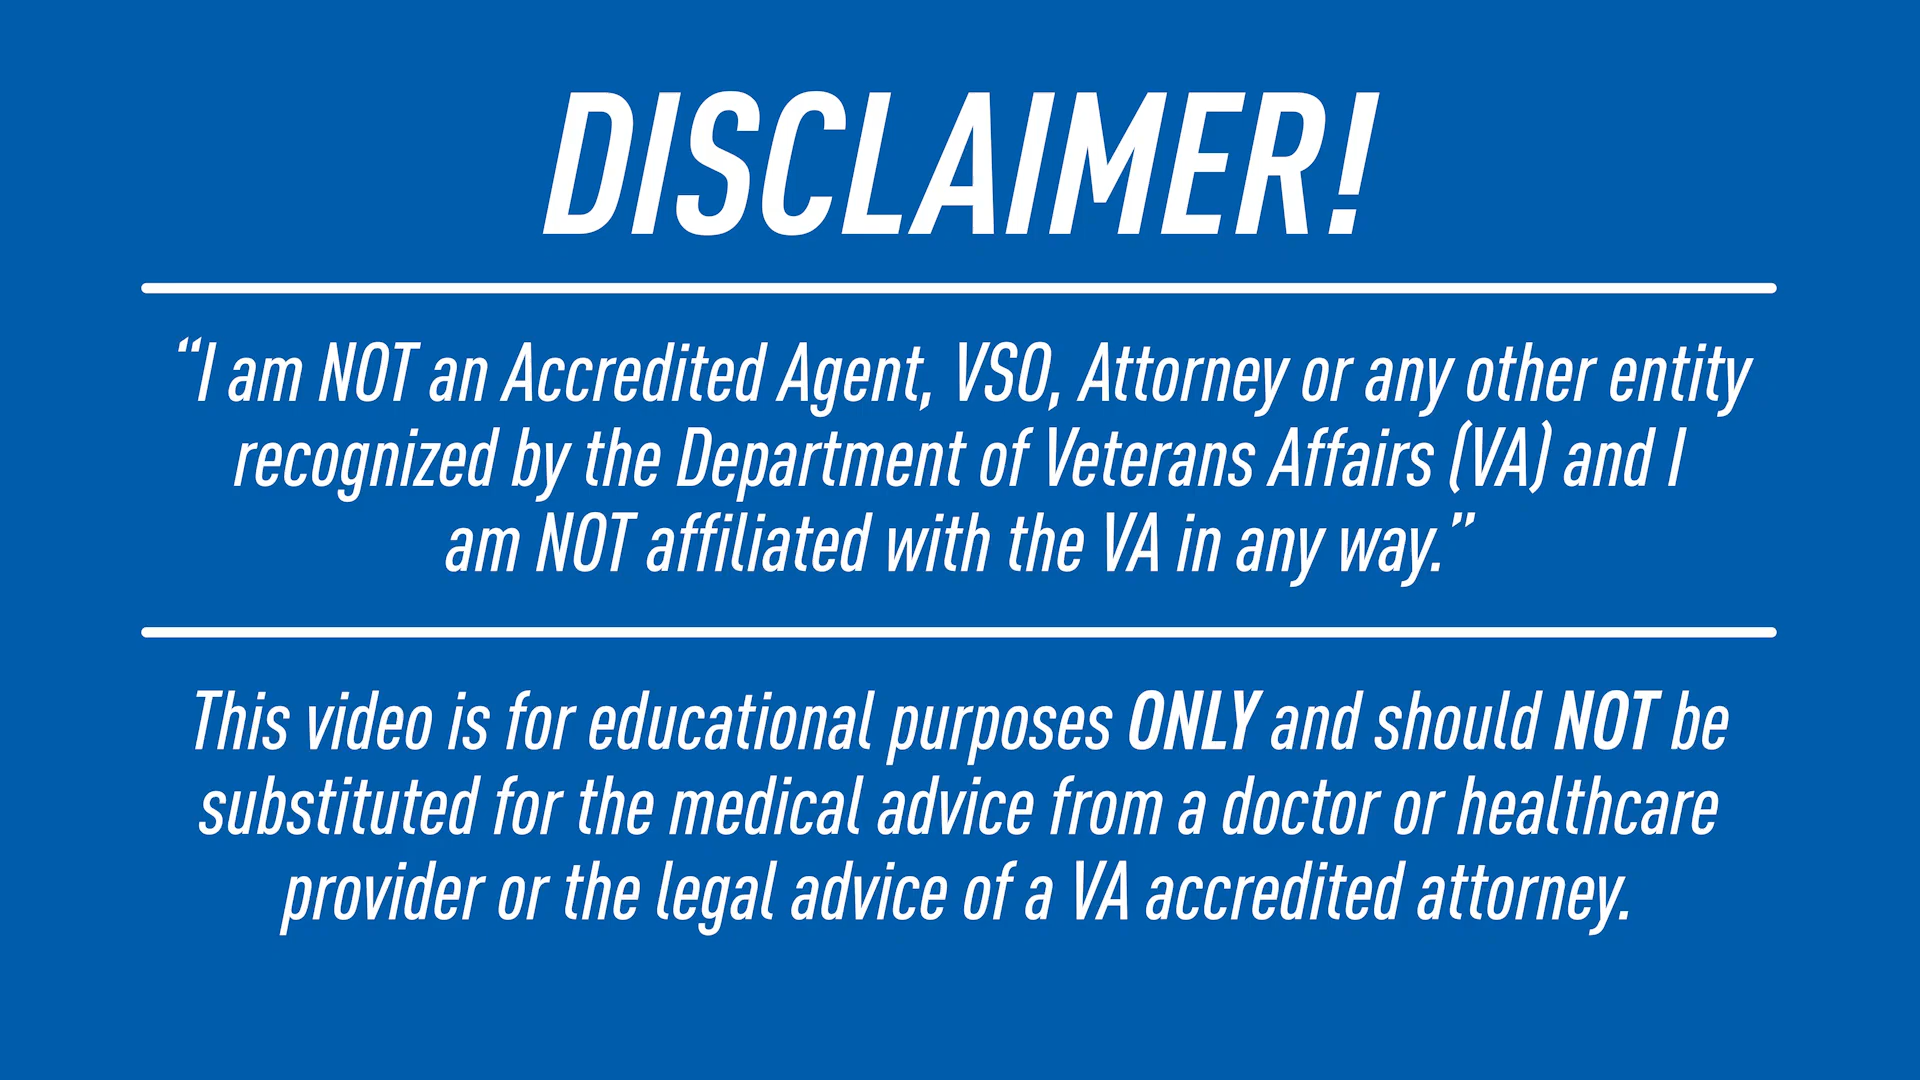 DISCLAIMER!
“I am NOT an Accredited Agent, VSO, Attorney or any other entity
recognized by the Department of Veterans Affairs (VA) and I
am NOT affiliated with the VA in any way.”
This video is for educational purposes ONLY and should NOT be
substituted for the medical advice from a doctor or healthcare
provider or the legal advice of a VA accredited attorney.